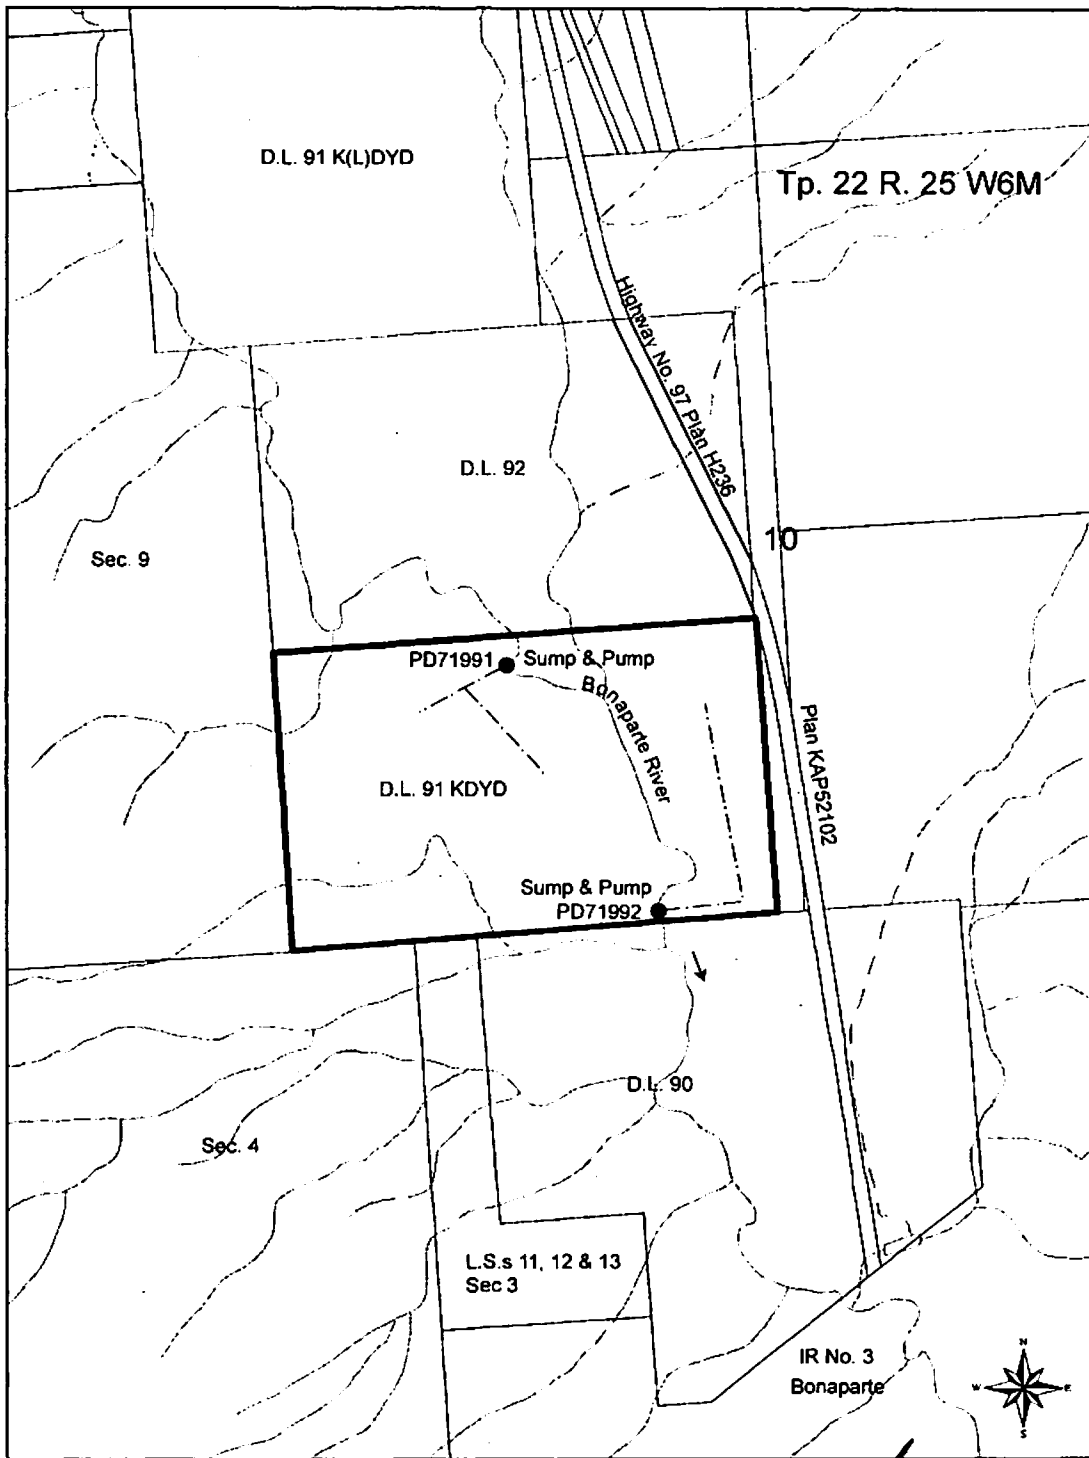 D.L. 91 K(L)DYD
Tp. 22 R. 25 W6M
Highway No. 97 Plan H236
D.L. 92
10
Sec. 9
PD71991
Sump & Pump
Bonaparte River
Plan KAP52102
D.L. 91 KDYD
Sump & Pump
PD71992
D.L. 90
Sec. 4
L.S.s 11, 12 & 13
Sec 3
IR No. 3
Bonaparte
N
W
E
S